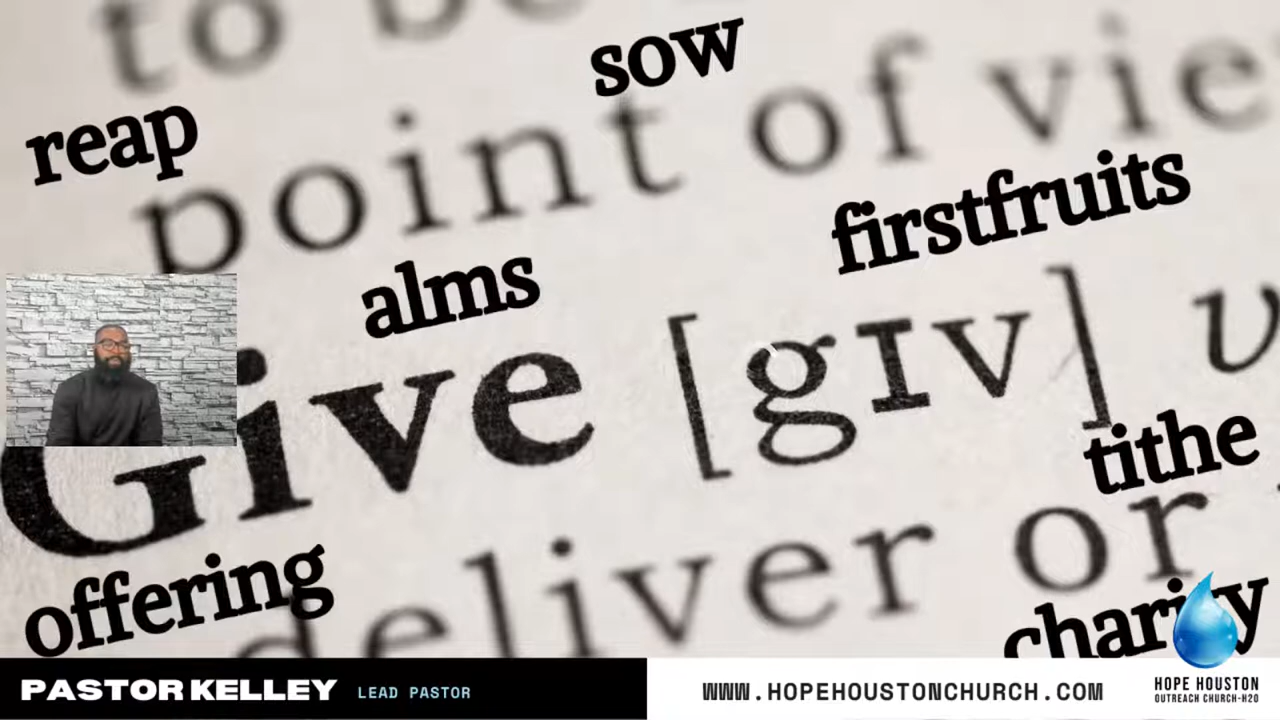 to be
sow
reap
point of vie
firstfruits
alms
Give [gɪv] v
tithe
deliver or
offering
charity
PASTOR KELLEY LEAD PASTOR
WWW.HOPEHOUSTONCHURCH.COM
HOPE HOUSTON
OUTREACH CHURCH-H2O